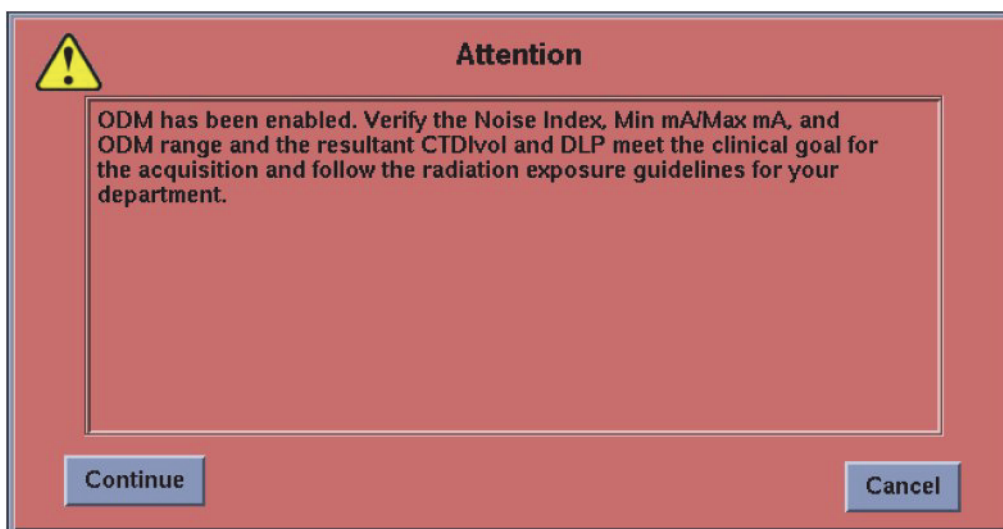 Attention
ODM has been enabled. Verify the Noise Index, Min mA/Max mA, and
ODM range and the resultant CTDIvol and DLP meet the clinical goal for
the acquisition and follow the radiation exposure guidelines for your
department.
Continue
Cancel